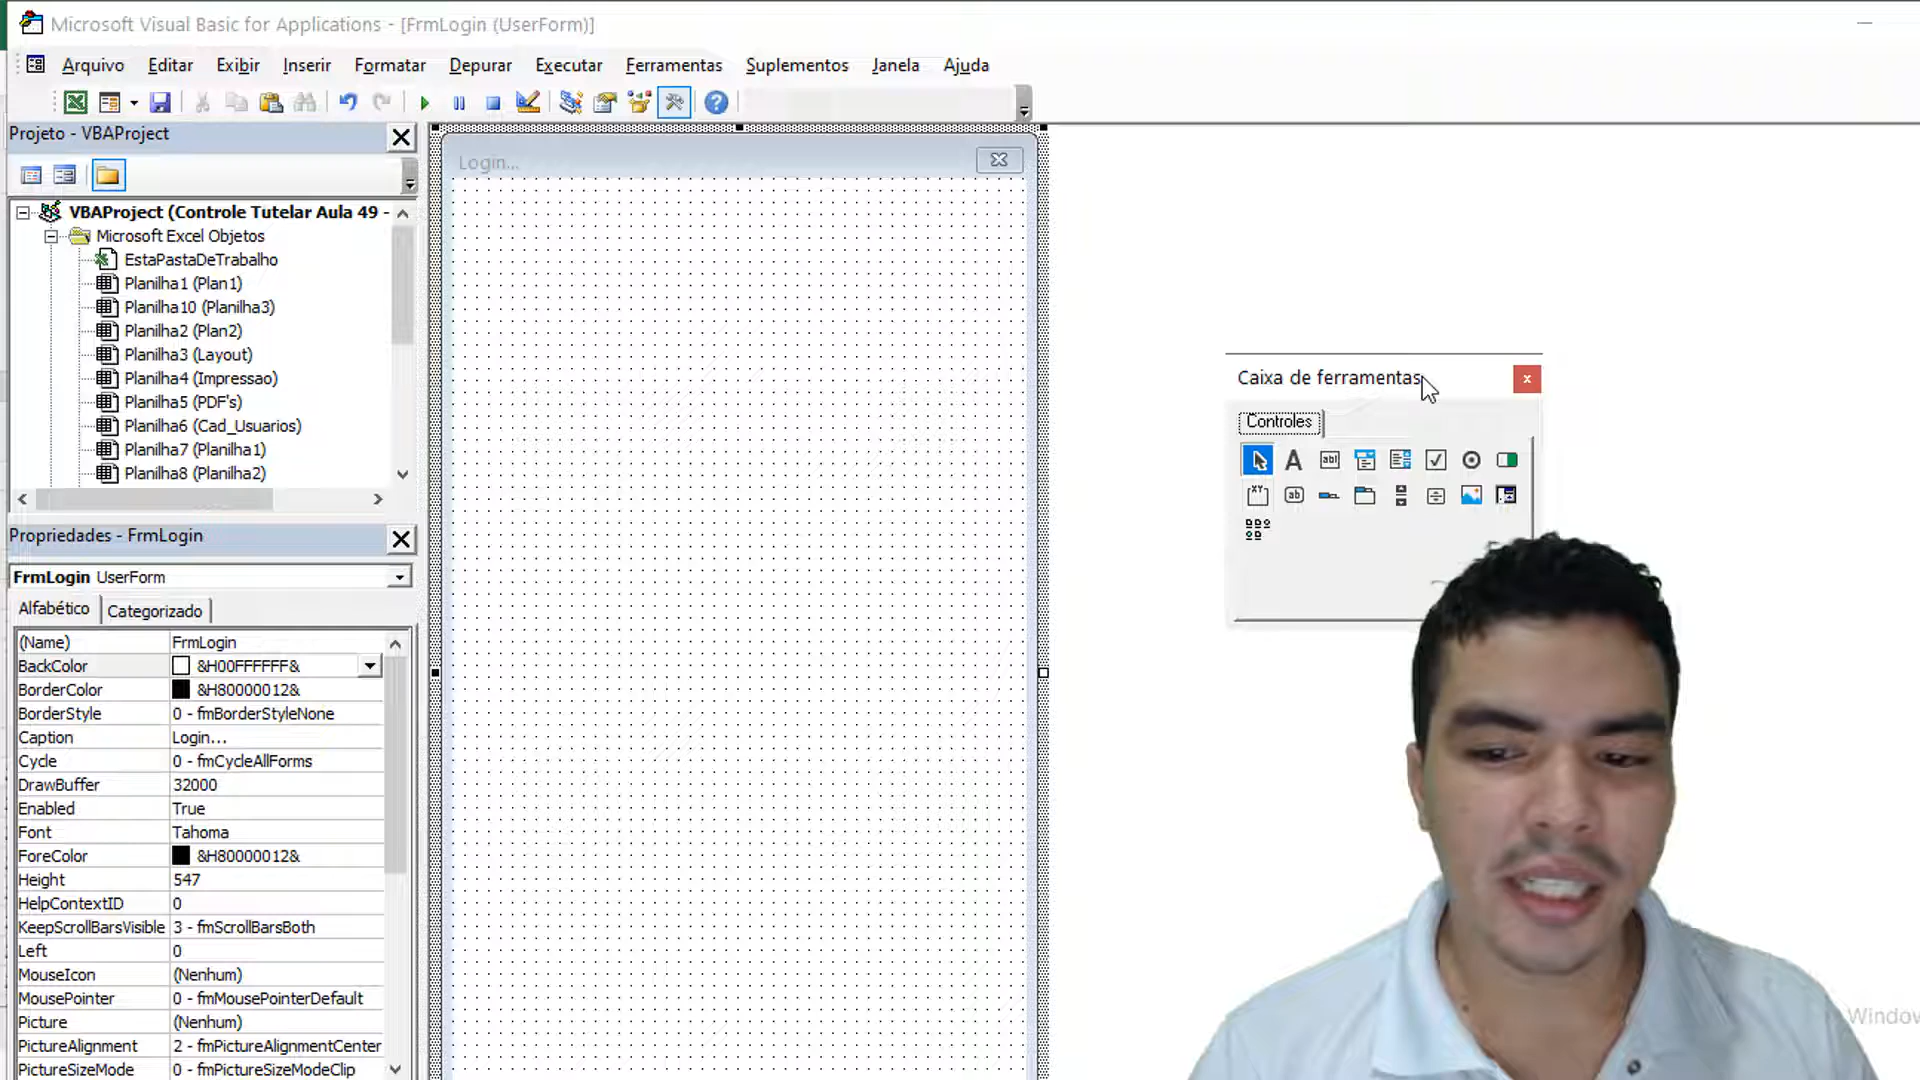 Microsoft Visual Basic for Applications - [FrmLogin (UserForm)]
Arquivo Editar Exibir Inserir Formatar Depurar Executar Ferramentas Suplementos Janela Ajuda
Projeto - VBAProject
VBAProject (Controle Tutelar Aula 49 -
Microsoft Excel Objetos
EstaPastaDeTrabalho
Planilha1 (Plan1)
Planilha10 (Planilha3)
Planilha2 (Plan2)
Planilha3 (Layout)
Planilha4 (Impressao)
Planilha5 (PDF's)
Planilha6 (Cad_Usuarios)
Planilha7 (Planilha1)
Planilha8 (Planilha2)
Propriedades - FrmLogin
FrmLogin UserForm
Alfabético Categorizado
(Name) FrmLogin
BackColor &H00FFFFFF&
BorderColor &H80000012&
BorderStyle 0 - fmBorderStyleNone
Caption Login...
Cycle 0 - fmCycleAllForms
DrawBuffer 32000
Enabled True
Font Tahoma
ForeColor &H80000012&
Height 547
HelpContextID 0
KeepScrollBarsVisible 3 - fmScrollBarsBoth
Left 0
MouseIcon (Nenhum)
MousePointer 0 - fmMousePointerDefault
Picture (Nenhum)
PictureAlignment 2 - fmPictureAlignmentCenter
PictureSizeMode 0 - fmPictureSizeModeClip
Login...
Caixa de ferramentas
Controles
Window